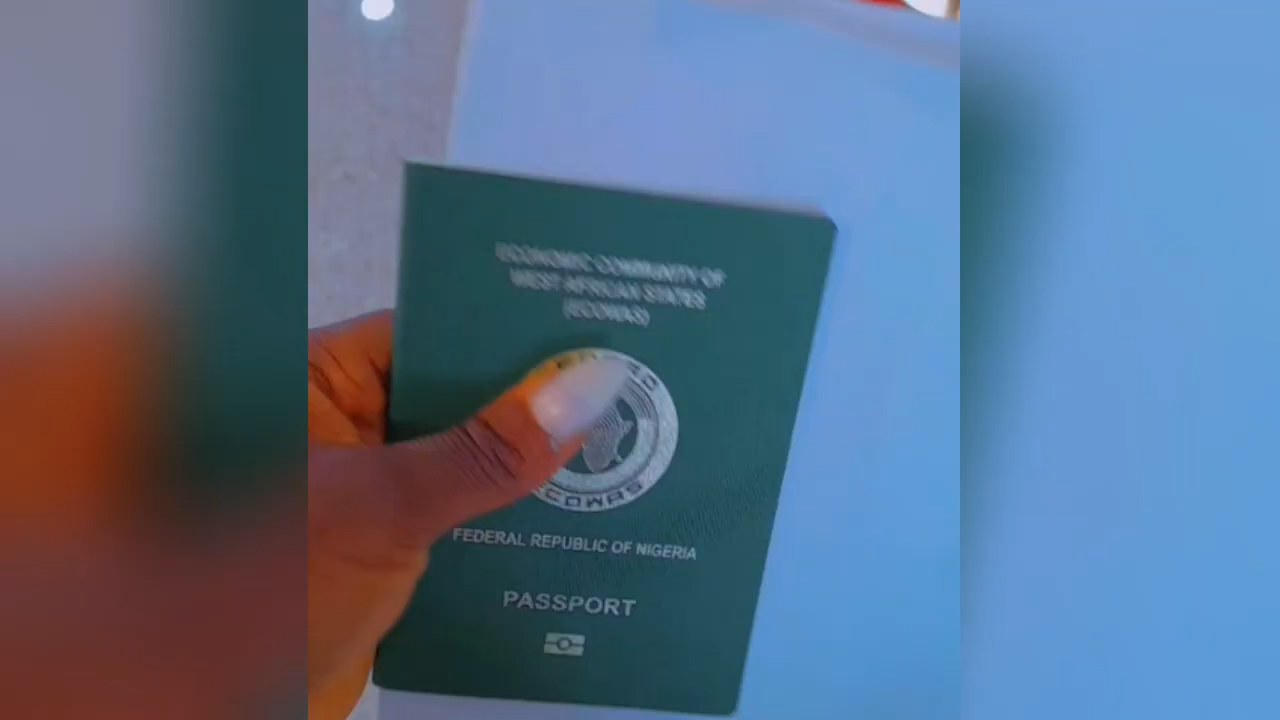 ECONOMIC COMMUNITY OF
WEST AFRICAN STATES
(ECOWAS)
FEDERAL REPUBLIC OF NIGERIA
PASSPORT